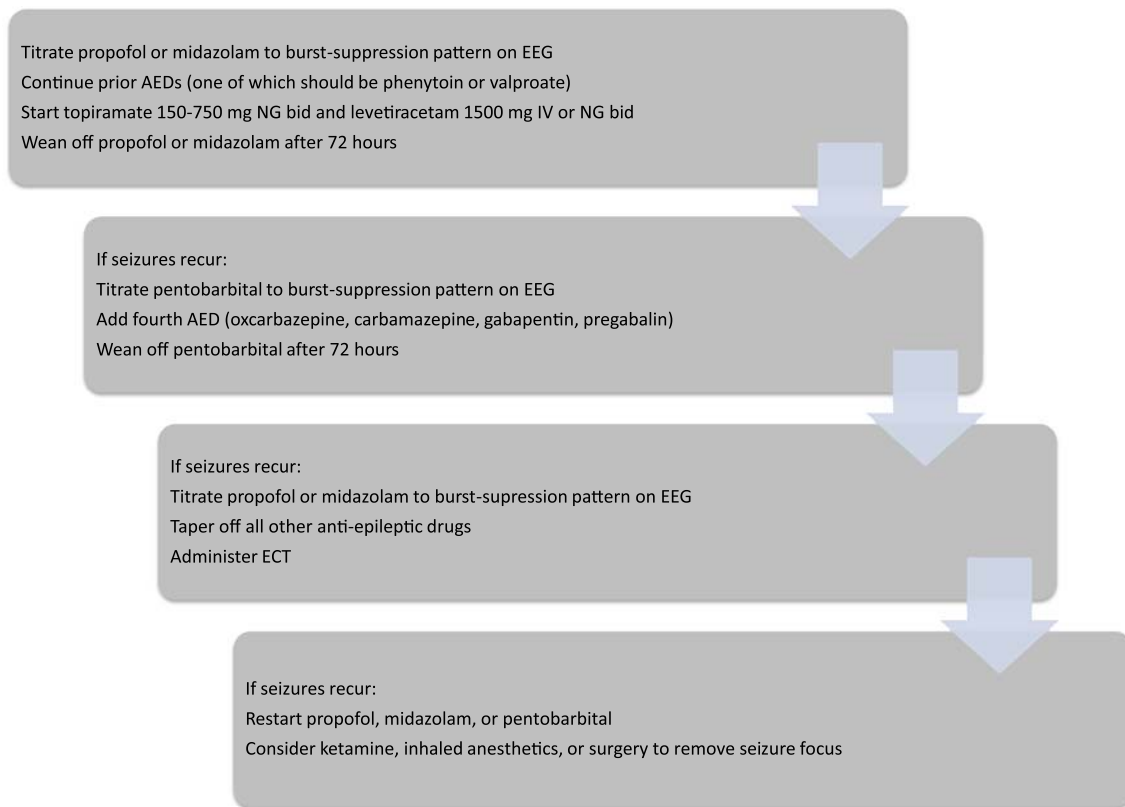 Titrate propofol or midazolam to burst-suppression pattern on EEG
Continue prior AEDs (one of which should be phenytoin or valproate)
Start topiramate 150-750 mg NG bid and levetiracetam 1500 mg IV or NG bid
Wean off propofol or midazolam after 72 hours
If seizures recur:
Titrate pentobarbital to burst-suppression pattern on EEG
Add fourth AED (oxcarbazepine, carbamazepine, gabapentin, pregabalin)
Wean off pentobarbital after 72 hours
If seizures recur:
Titrate propofol or midazolam to burst-supression pattern on EEG
Taper off all other anti-epileptic drugs
Administer ECT
If seizures recur:
Restart propofol, midazolam, or pentobarbital
Consider ketamine, inhaled anesthetics, or surgery to remove seizure focus